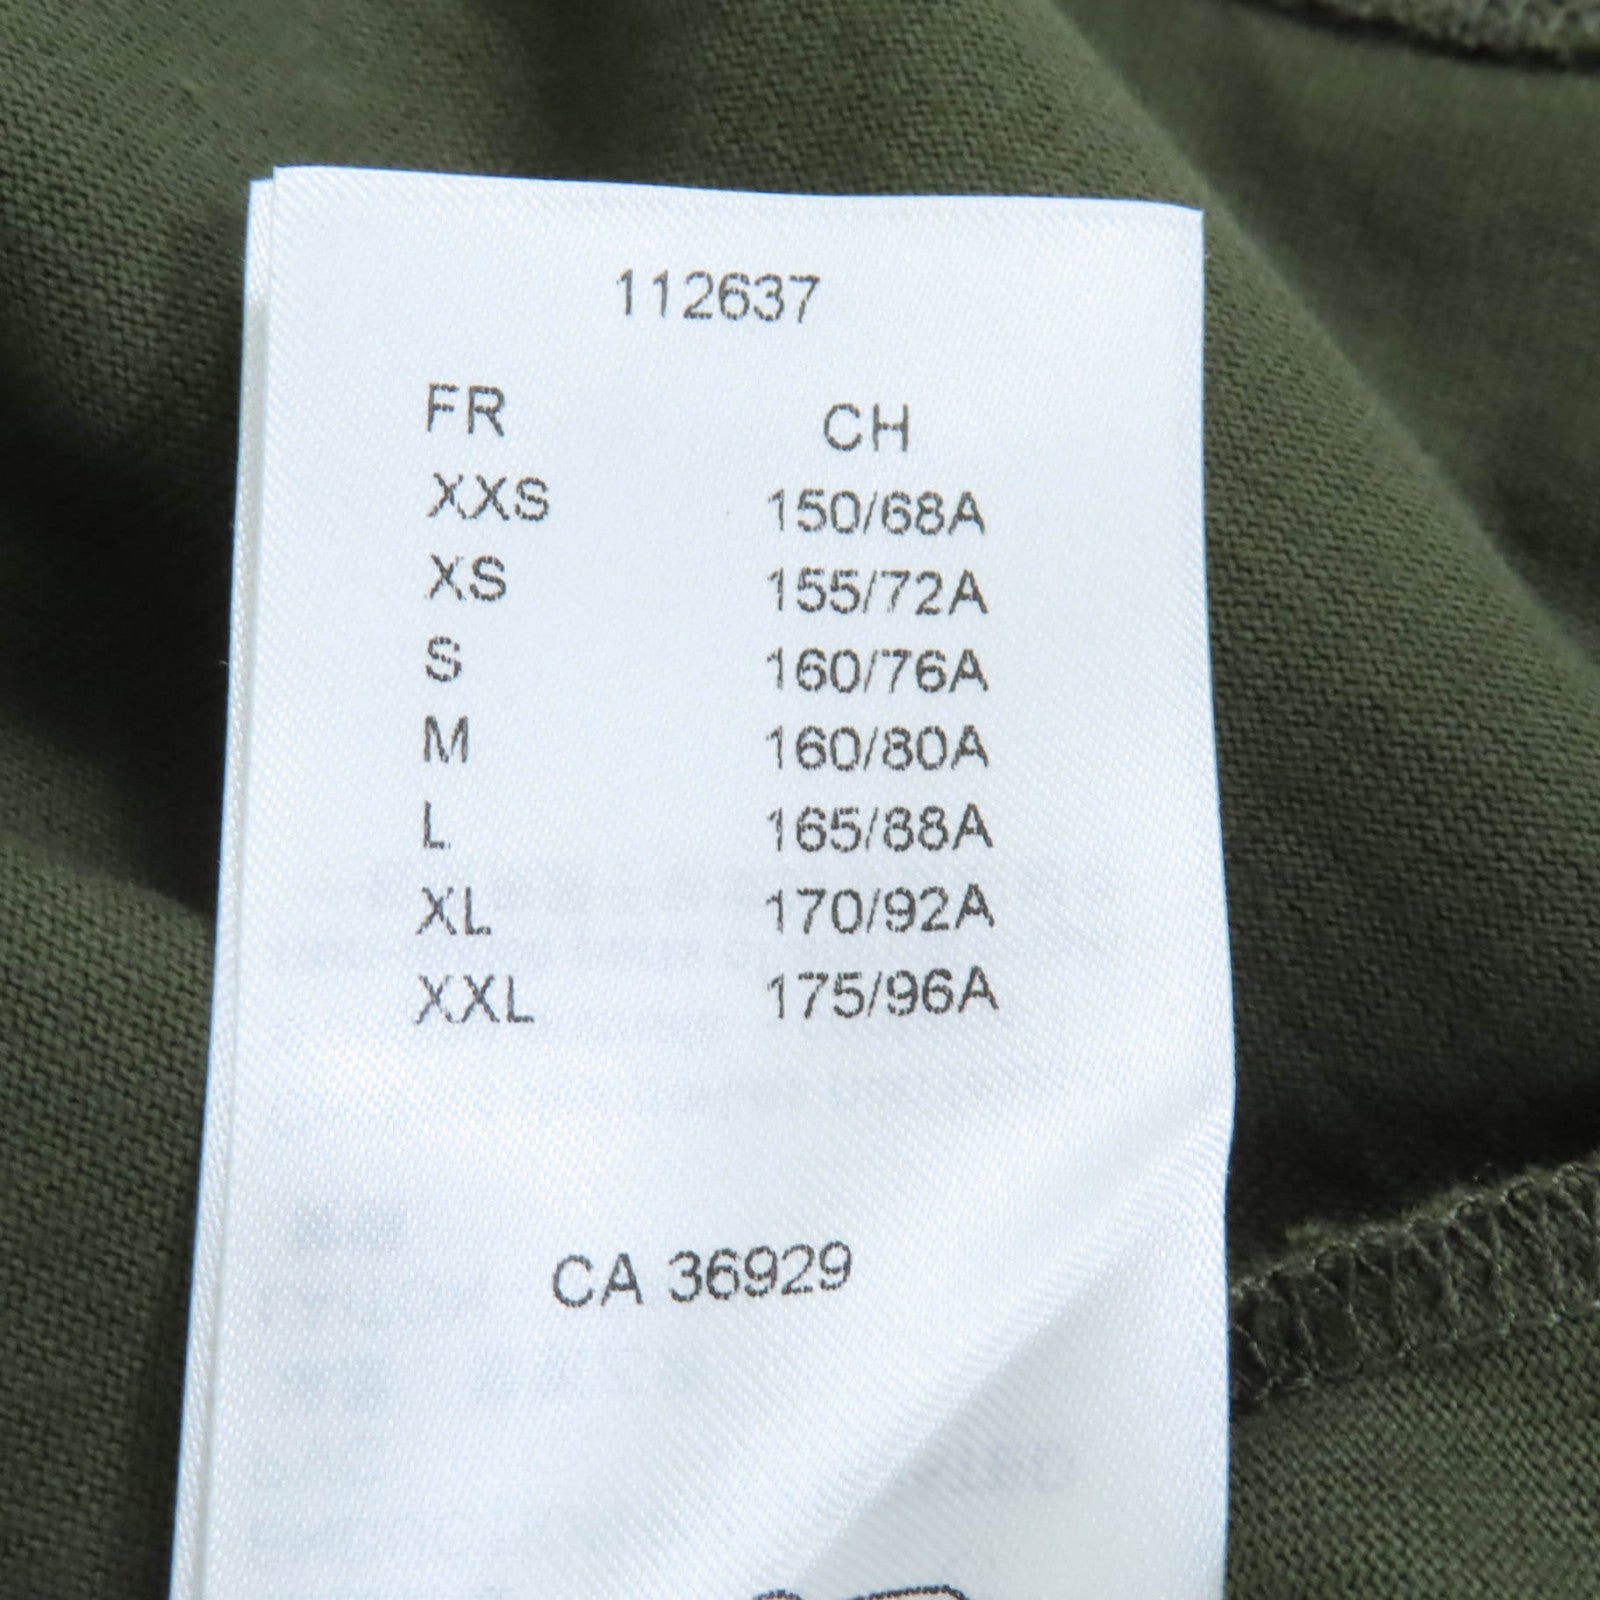 112637
FR CH
XXS 150/68A
XS 155/72A
S 160/76A
M 160/80A
L 165/88A
XL 170/92A
XXL 175/96A
CA 36929